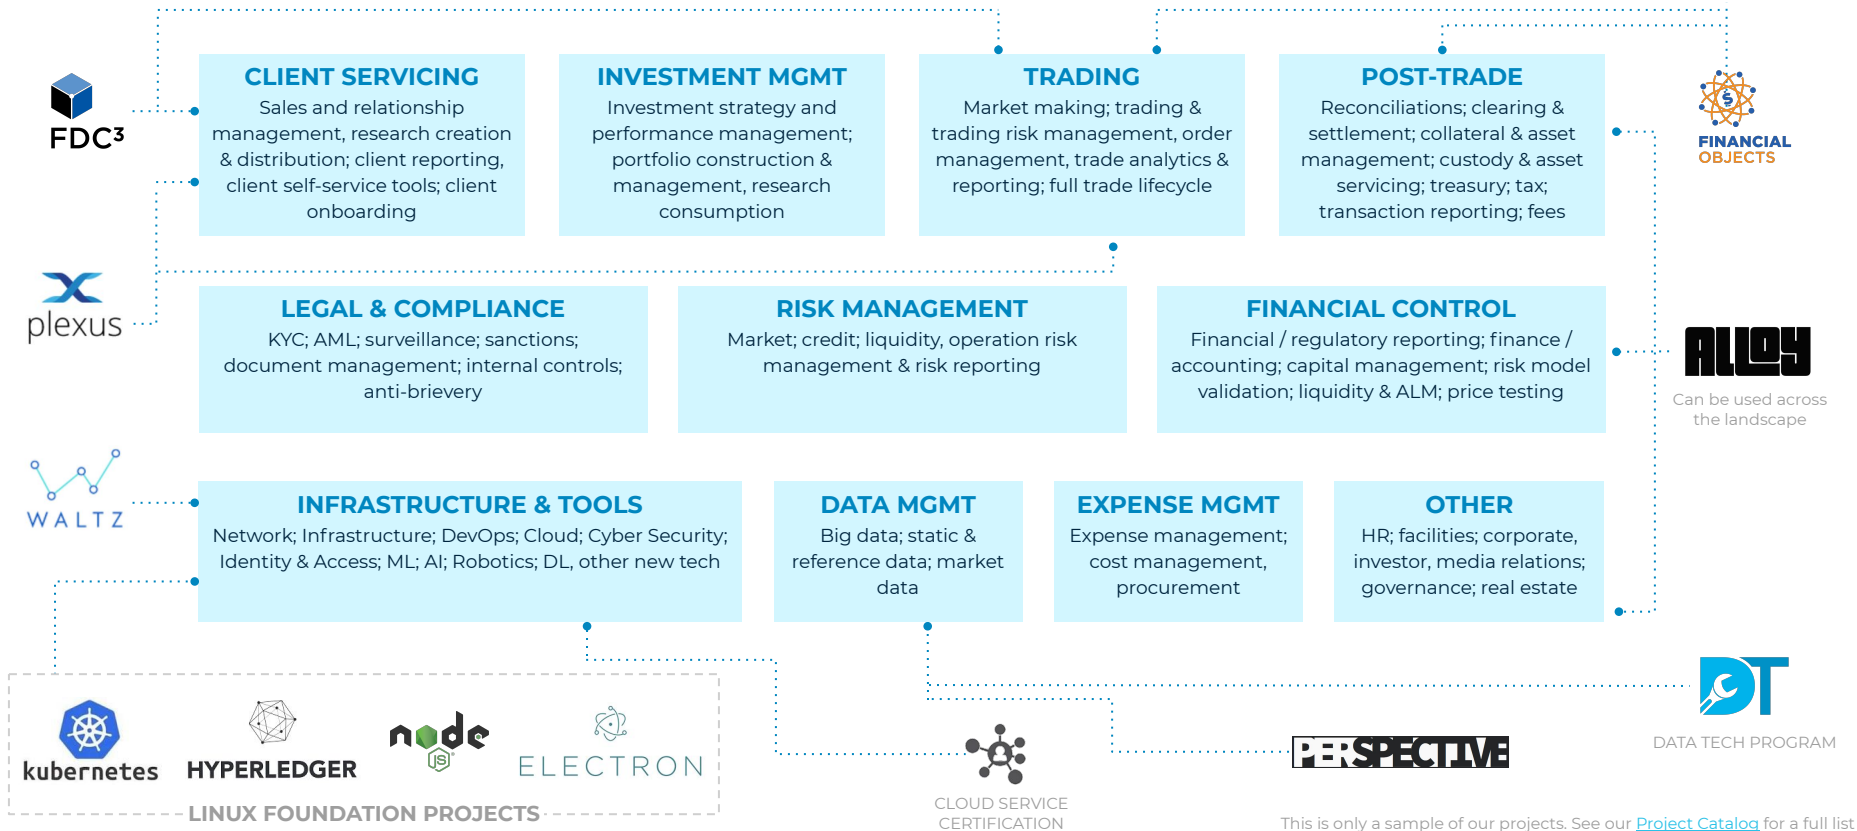 CLIENT SERVICING
Sales and relationship
management, research creation
& distribution; client reporting,
client self-service tools; client
onboarding
INVESTMENT MGMT
Investment strategy and
performance management;
portfolio construction &
management, research
consumption
TRADING
Market making; trading &
trading risk management, order
management, trade analytics &
reporting; full trade lifecycle
POST-TRADE
Reconciliations; clearing &
settlement; collateral & asset
management; custody & asset
servicing; treasury; tax;
transaction reporting; fees
FDC3
FINANCIAL
OBJECTS
plexus
LEGAL & COMPLIANCE
KYC; AML; surveillance; sanctions;
document management; internal controls;
anti-brievery
RISK MANAGEMENT
Market; credit; liquidity, operation risk
management & risk reporting
FINANCIAL CONTROL
Financial / regulatory reporting; finance /
accounting; capital management; risk model
validation; liquidity & ALM; price testing
ALLOY
Can be used across
the landscape
WALTZ
INFRASTRUCTURE & TOOLS
Network; Infrastructure; DevOps; Cloud; Cyber Security;
Identity & Access; ML; AI; Robotics; DL, other new tech
DATA MGMT
Big data; static &
reference data; market
data
EXPENSE MGMT
Expense management;
cost management,
procurement
OTHER
HR; facilities; corporate,
investor, media relations;
governance; real estate
kubernetes
HYPERLEDGER
node
JS
ELECTRON
LINUX FOUNDATION PROJECTS
CLOUD SERVICE
CERTIFICATION
PERSPECTIVE
DT
DATA TECH PROGRAM
This is only a sample of our projects. See our Project Catalog for a full list